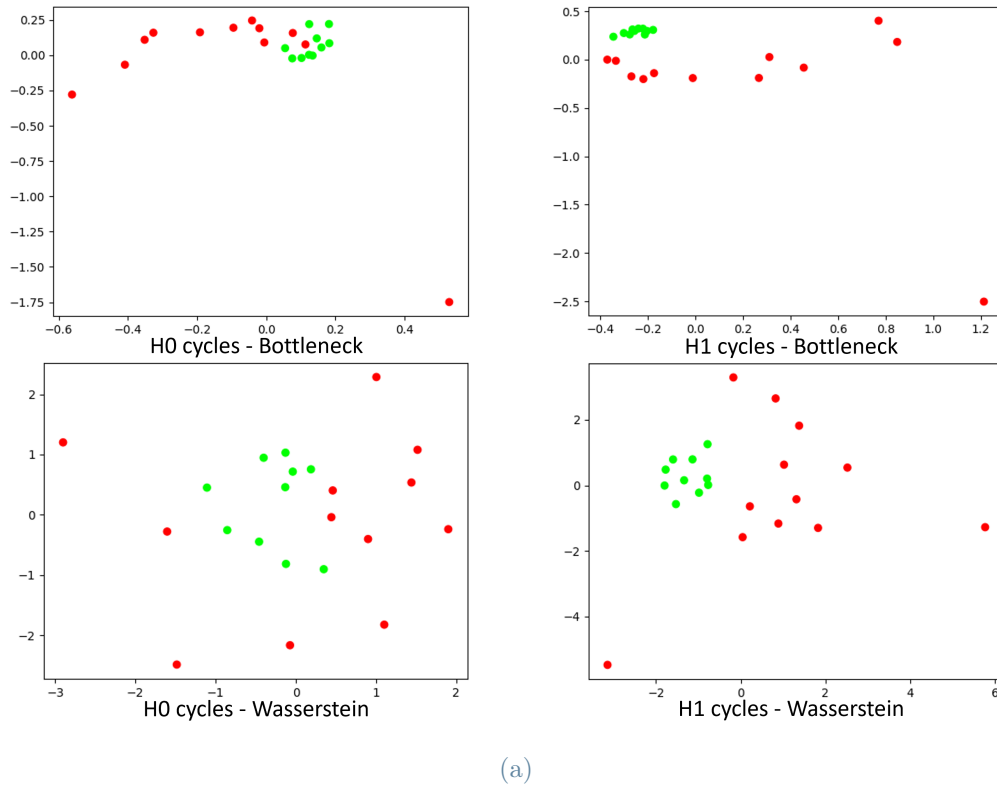 0.25
0.00
−0.25
−0.50
−0.75
−1.00
−1.25
−1.50
−1.75
−0.6 −0.4 −0.2 0.0 0.2 0.4
H0 cycles - Bottleneck
0.5
0.0
−0.5
−1.0
−1.5
−2.0
−2.5
−0.4 −0.2 0.0 0.2 0.4 0.6 0.8 1.0 1.2
H1 cycles - Bottleneck
2
1
0
−1
−2
−3 −2 −1 0 1 2
H0 cycles - Wasserstein
2
0
−2
−4
−2 0 2 4 6
H1 cycles - Wasserstein
(a)